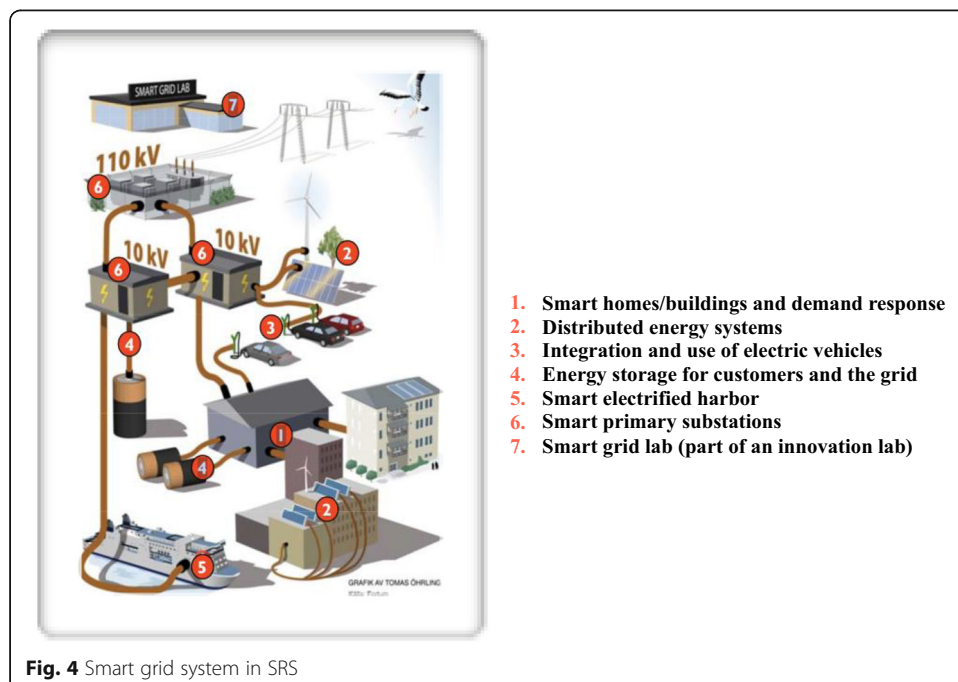 SMART GRID LAB
7
110 kV
6
10 kV
10 kV
6
6
2
3
4
1
4
2
5
GRAFIK AV TOMAS ÖHRLING
Källa: Fortum
1. Smart homes/buildings and demand response
2. Distributed energy systems
3. Integration and use of electric vehicles
4. Energy storage for customers and the grid
5. Smart electrified harbor
6. Smart primary substations
7. Smart grid lab (part of an innovation lab)
Fig. 4 Smart grid system in SRS